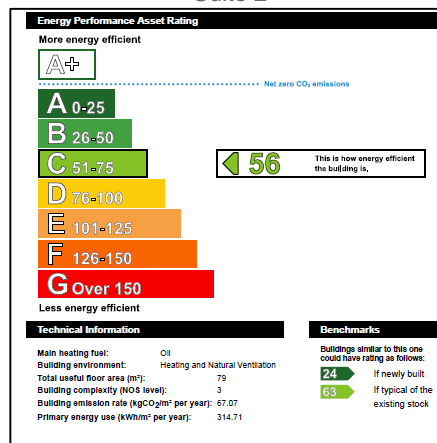 Energy Performance Asset Rating
More energy efficient
A+
Net zero CO₂ emissions
A 0-25
B 26-50
C 51-75
56 This is how energy efficient
the building is,
D 76-100
E 101-125
F 126-150
G Over 150
Less energy efficient
Technical Information
Main heating fuel: Oil
Building environment: Heating and Natural Ventilation
Total useful floor area (m²): 79
Building complexity (NOS level): 3
Building emission rate (kgCO₂/m² per year): 67.07
Primary energy use (kWh/m² per year): 314.71
Benchmarks
Buildings similar to this one
could have rating as follows:
24 If newly built
63 If typical of the
existing stock